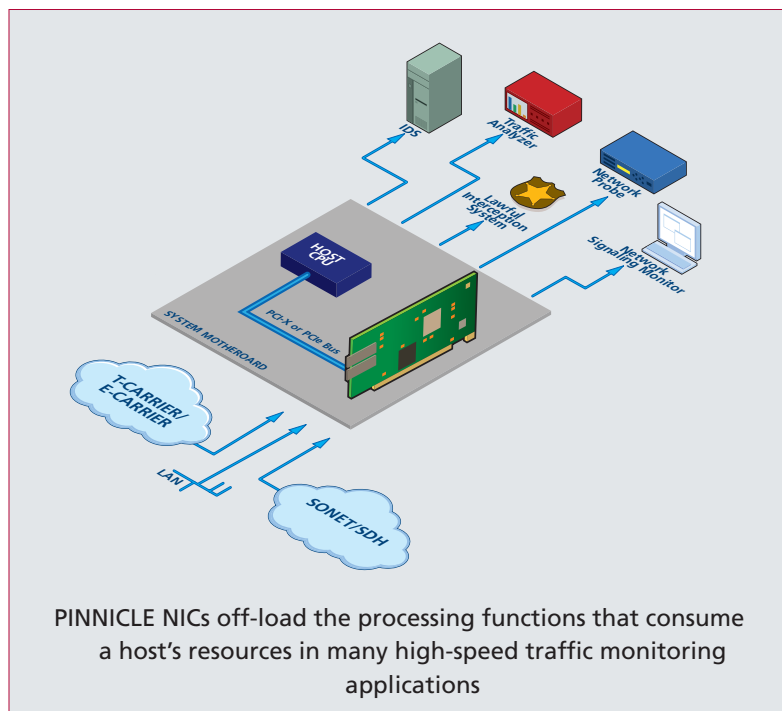 IDS
Traffic
Analyzer
Network
Probe
Lawful
Interception
System
Network
Signaling Monitor
HOST
CPU
PCI-X or PCIe Bus
SYSTEM MOTHEROARD
T-CARRIER/
E-CARRIER
LAN
SONET/SDH
PINNICLE NICs off-load the processing functions that consume
a host's resources in many high-speed traffic monitoring
applications